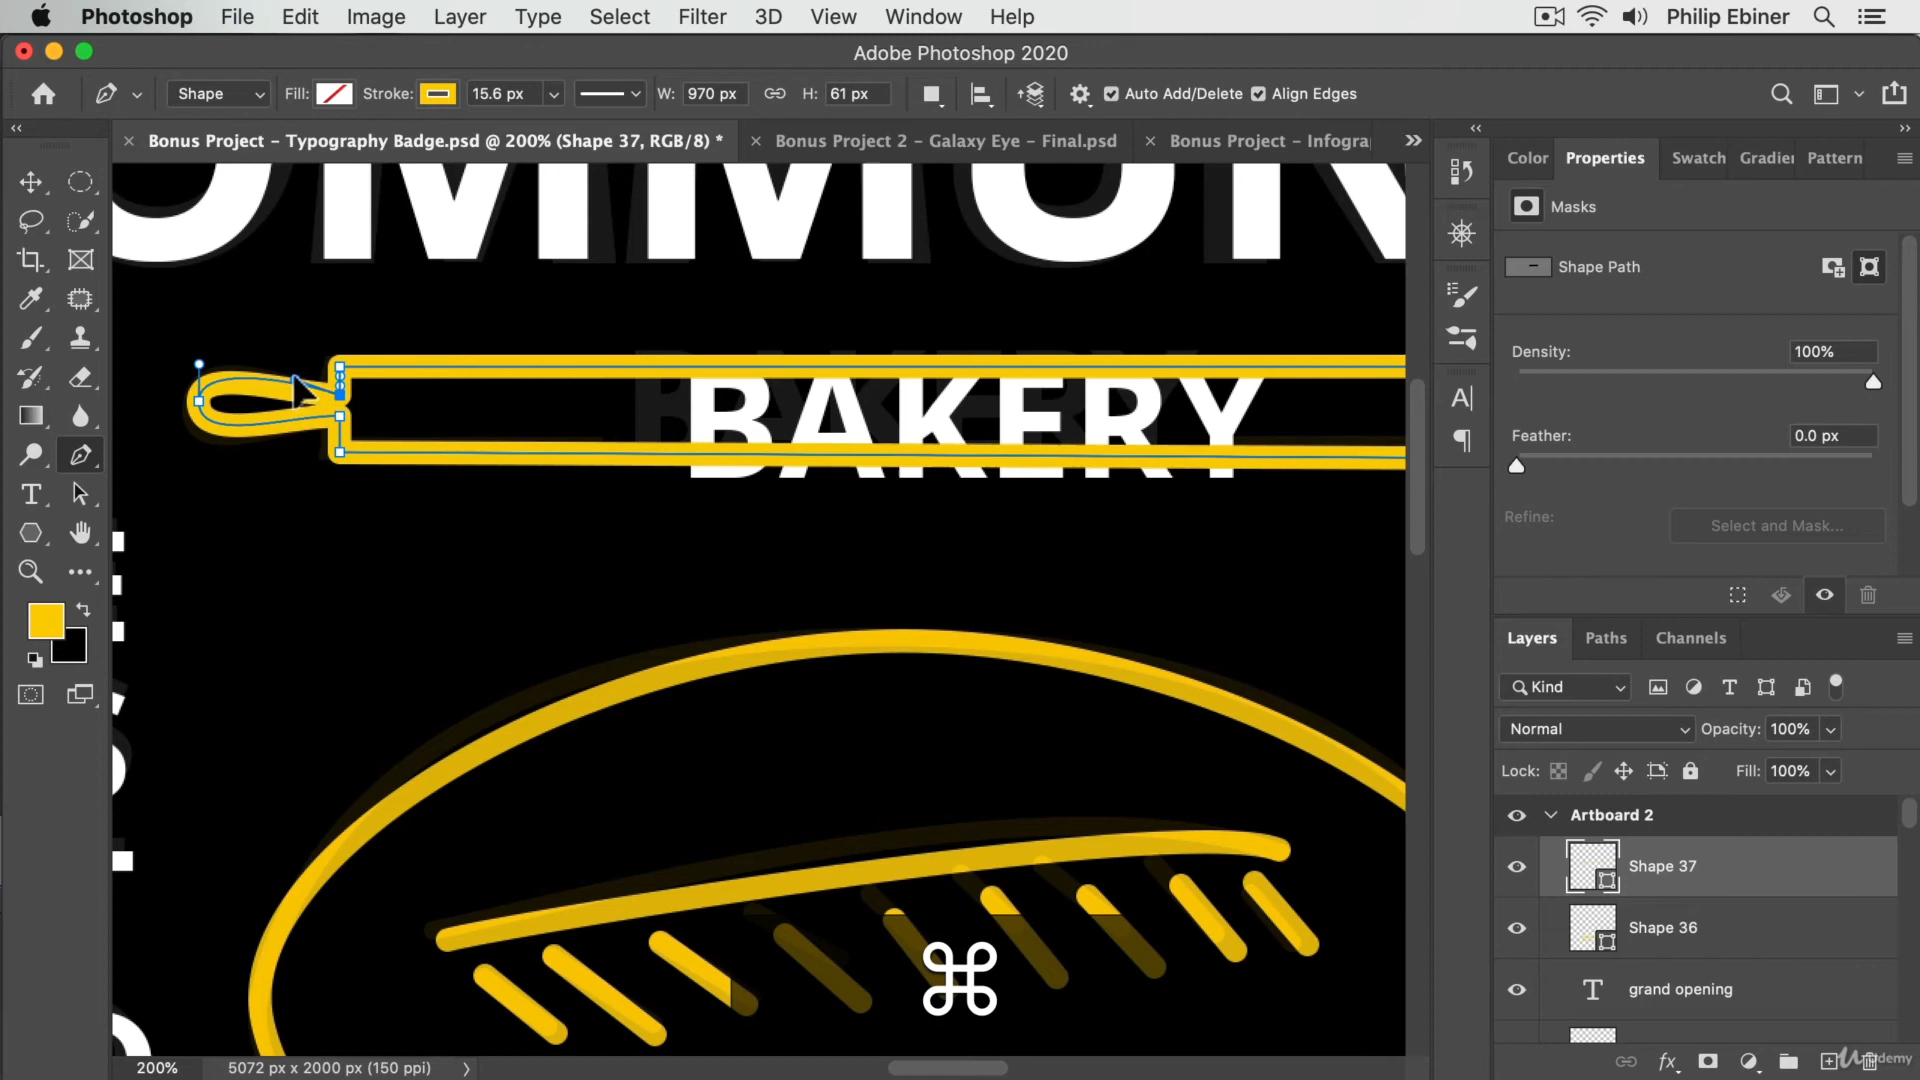 Photoshop File Edit Image Layer Type Select Filter 3D View Window Help Philip Ebiner
Adobe Photoshop 2020
Shape Fill: Stroke: 15.6 px W: 970 px H: 61 px Auto Add/Delete Align Edges
Bonus Project – Typography Badge.psd @ 200% (Shape 37, RGB/8) * Bonus Project 2 – Galaxy Eye – Final.psd Bonus Project – Infogra
Color Properties Swatch Gradier Pattern
Masks
Shape Path
Density: 100%
Feather: 0.0 px
Refine: Select and Mask...
OMMUN
BAKERY
Layers Paths Channels
Kind
Normal Opacity: 100%
Lock: Fill: 100%
Artboard 2
Shape 37
Shape 36
grand opening
200% 5072 px x 2000 px (150 ppi)
udemy